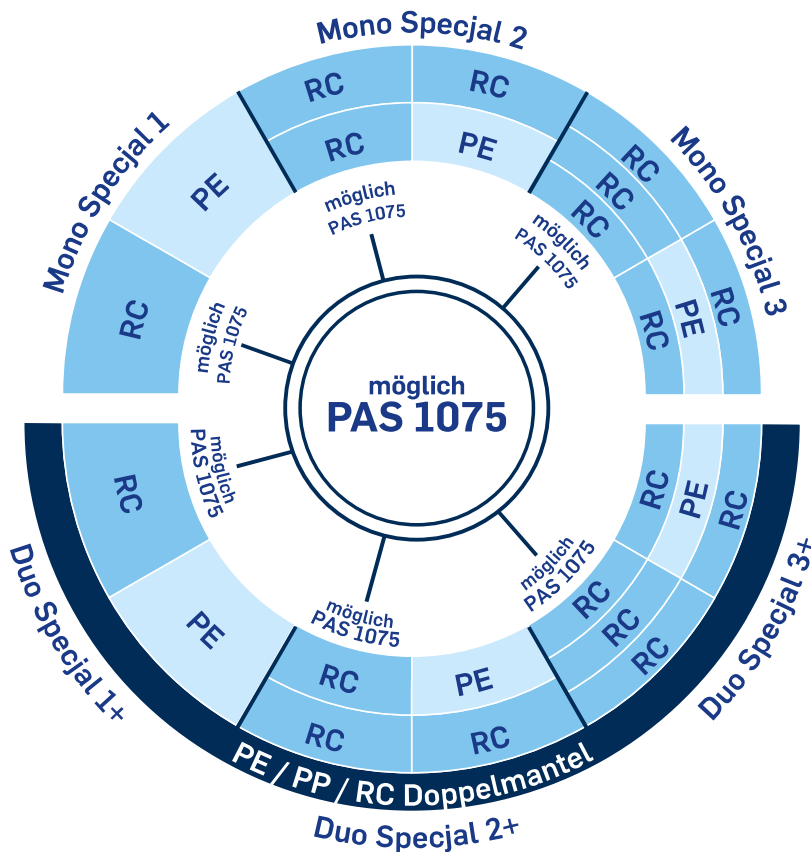 Mono Specjal 1
RC
PE
möglich
PAS 1075
Mono Specjal 2
RC
RC
RC
PE
möglich
PAS 1075
Mono Specjal 3
RC
RC
RC
RC
PE
RC
möglich
PAS 1075
möglich
PAS 1075
Duo Specjal 1+
RC
PE
möglich
PAS 1075
Duo Specjal 2+
RC
PE
RC
RC
möglich
PAS 1075
PE / PP / RC Doppelmantel
Duo Specjal 3+
RC
PE
RC
RC
RC
RC
möglich
PAS 1075